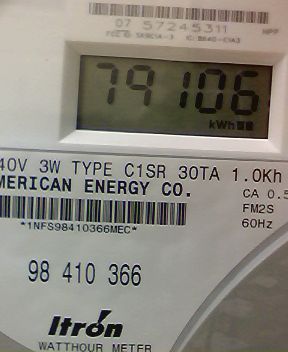 07 57245311
HPP
79106
kWh
40V 3W TYPE C1SR 30TA 1.0Kh
MERICAN ENERGY CO.
CA 0.5
*1NFS98410366MEC*
FM2S
60Hz
98 410 366
Itron
WATTHOUR METER